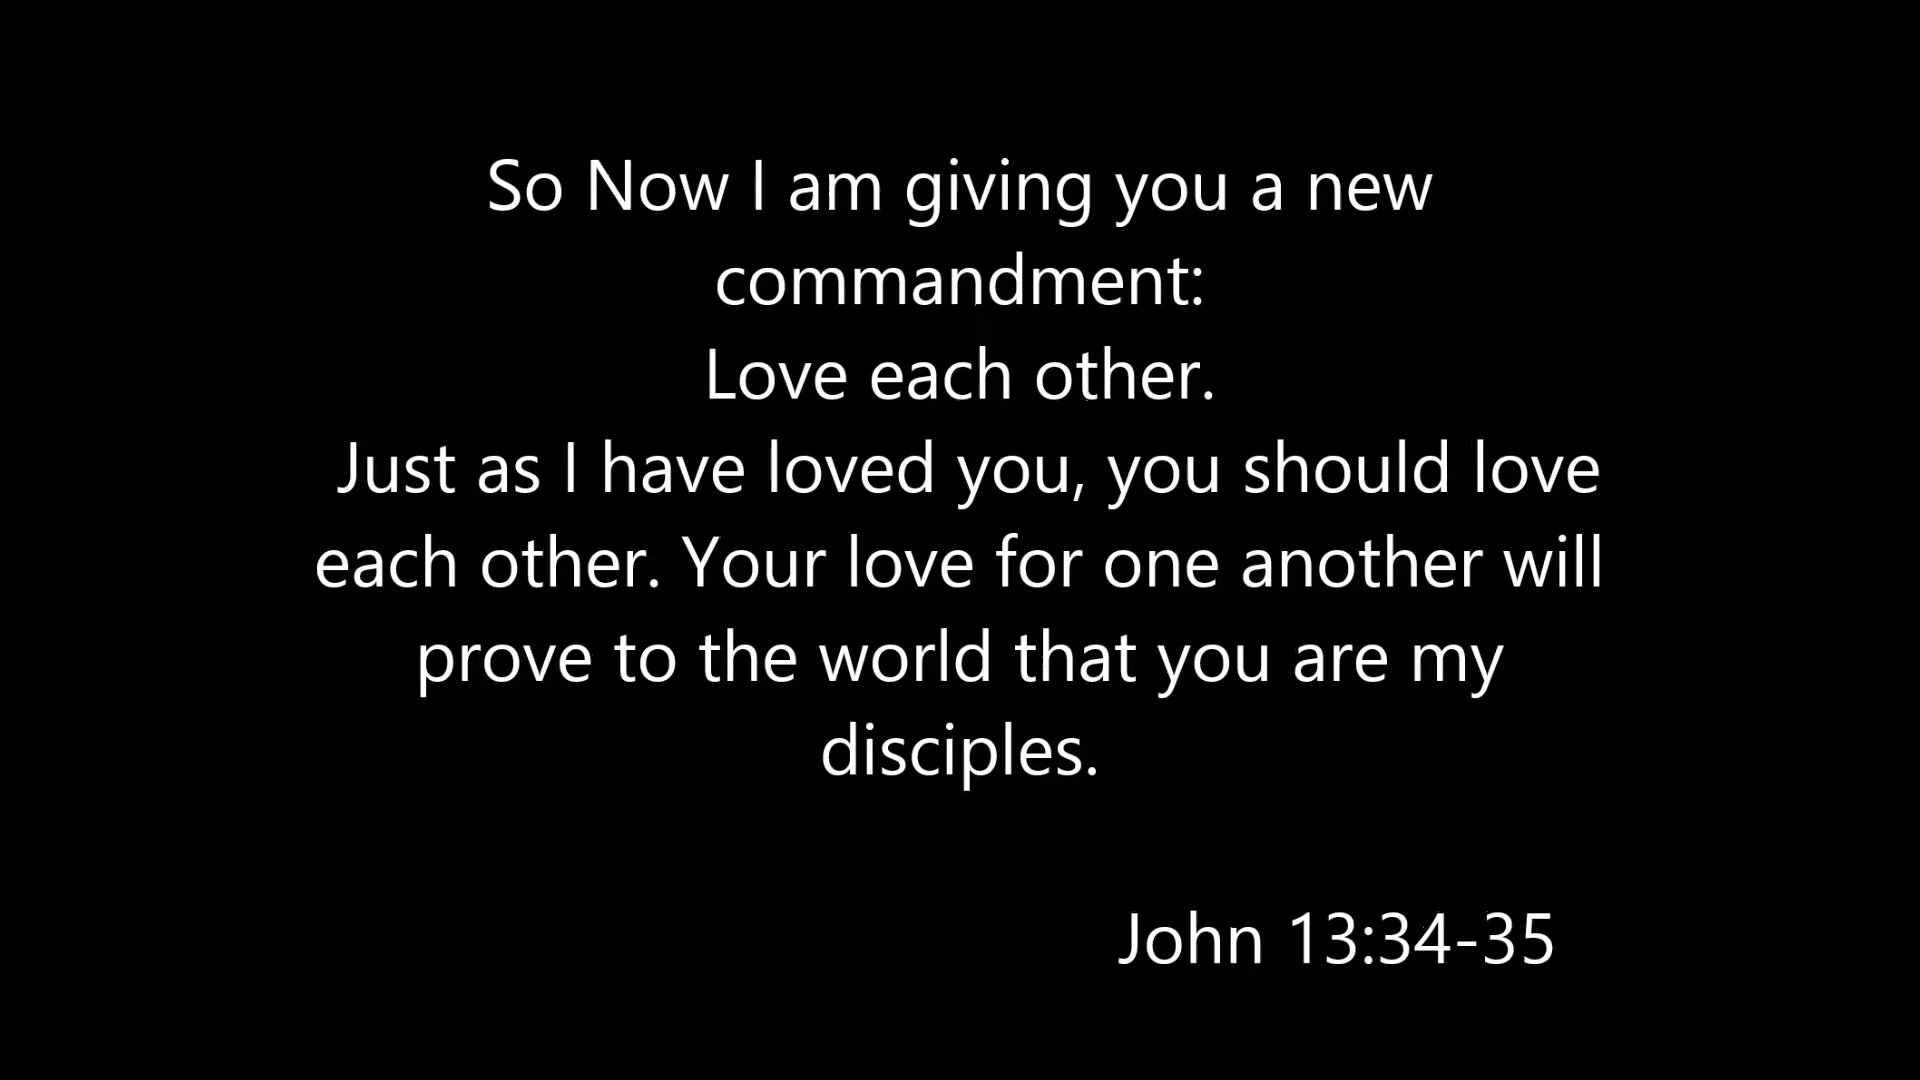 So Now I am giving you a new
commandment:
Love each other.
Just as I have loved you, you should love
each other. Your love for one another will
prove to the world that you are my
disciples.
John 13:34-35